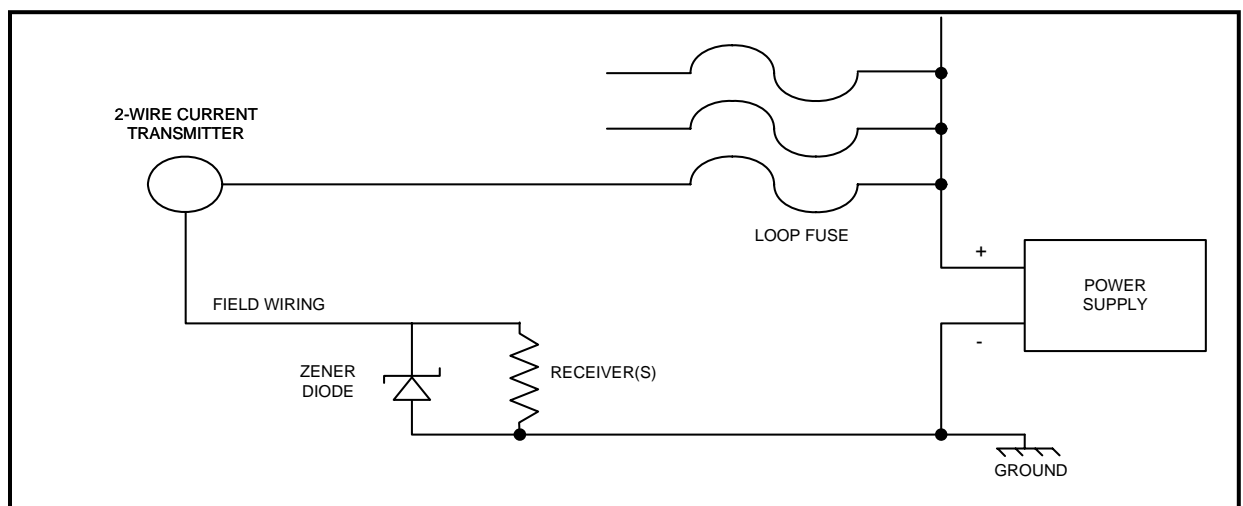 2-WIRE CURRENT
TRANSMITTER
LOOP FUSE
+
POWER
SUPPLY
-
FIELD WIRING
ZENER
DIODE
RECEIVER(S)
GROUND